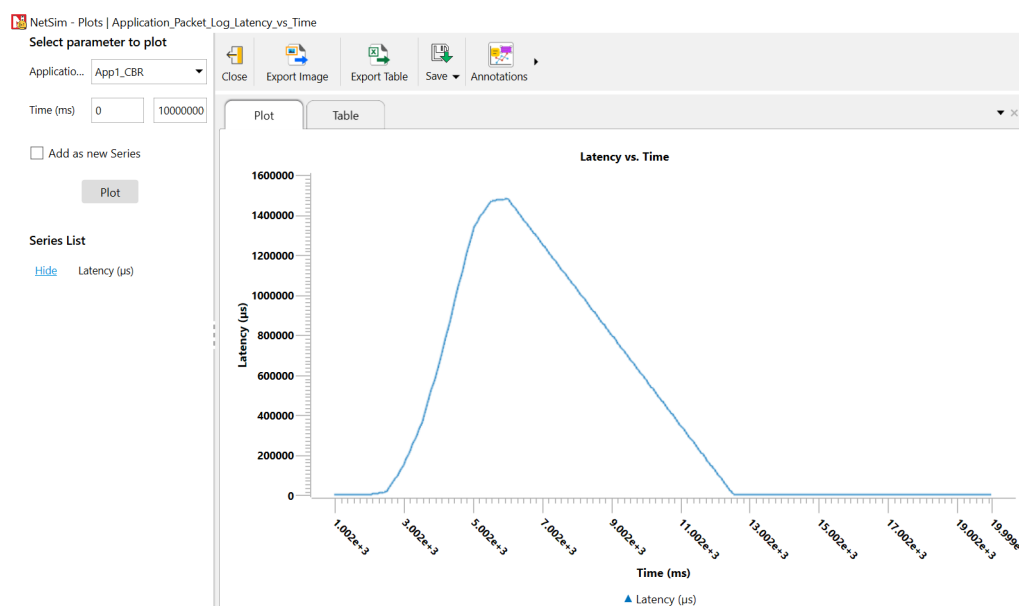 NetSim - Plots | Application_Packet_Log_Latency_vs_Time
Select parameter to plot
Applicatio... App1_CBR
Time (ms) 0 10000000
Add as new Series
Plot
Series List
Hide Latency (µs)
Close Export Image Export Table Save Annotations
Plot Table
Latency vs. Time
1600000
1400000
1200000
1000000
800000
600000
400000
200000
0
Latency (µs)
1.002e+3 3.002e+3 5.002e+3 7.002e+3 9.002e+3 11.002e+3 13.002e+3 15.002e+3 17.002e+3 19.002e+3 19.999e
Time (ms)
Latency (µs)